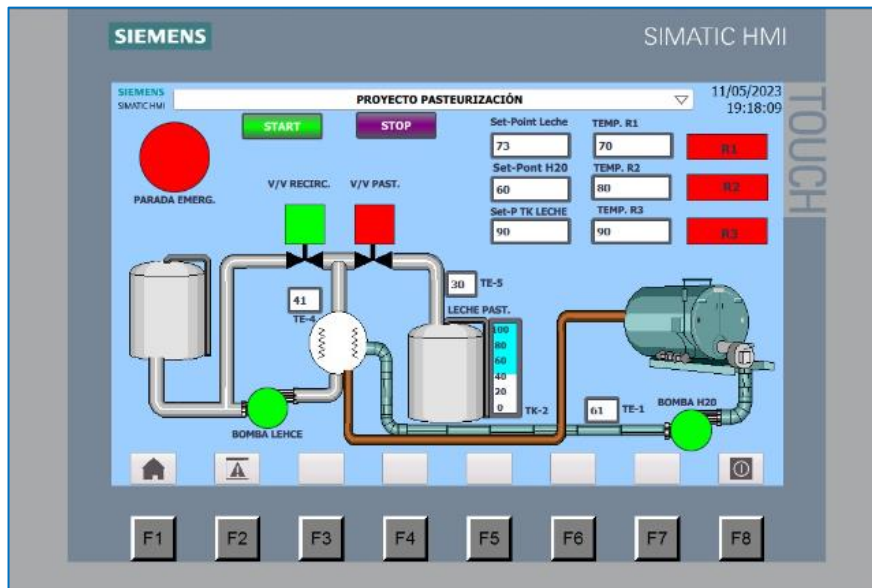 SIEMENS
SIMATIC HMI
TOUCH
SIEMENS
SIMATIC HMI
PROYECTO PASTEURIZACIÓN
11/05/2023
19:18:09
START
STOP
PARADA EMERG.
V/V RECIRC.
V/V PAST.
Set-Point Leche
TEMP. R1
73
70
R1
Set-Pont H20
TEMP. R2
60
80
R2
Set-P TK LECHE
TEMP. R3
90
90
R3
41
TE-4
30
TE-5
LECHE PAST.
100
80
60
40
20
0
TK-2
61
TE-1
BOMBA H20
BOMBA LEHCE
F1
F2
F3
F4
F5
F6
F7
F8